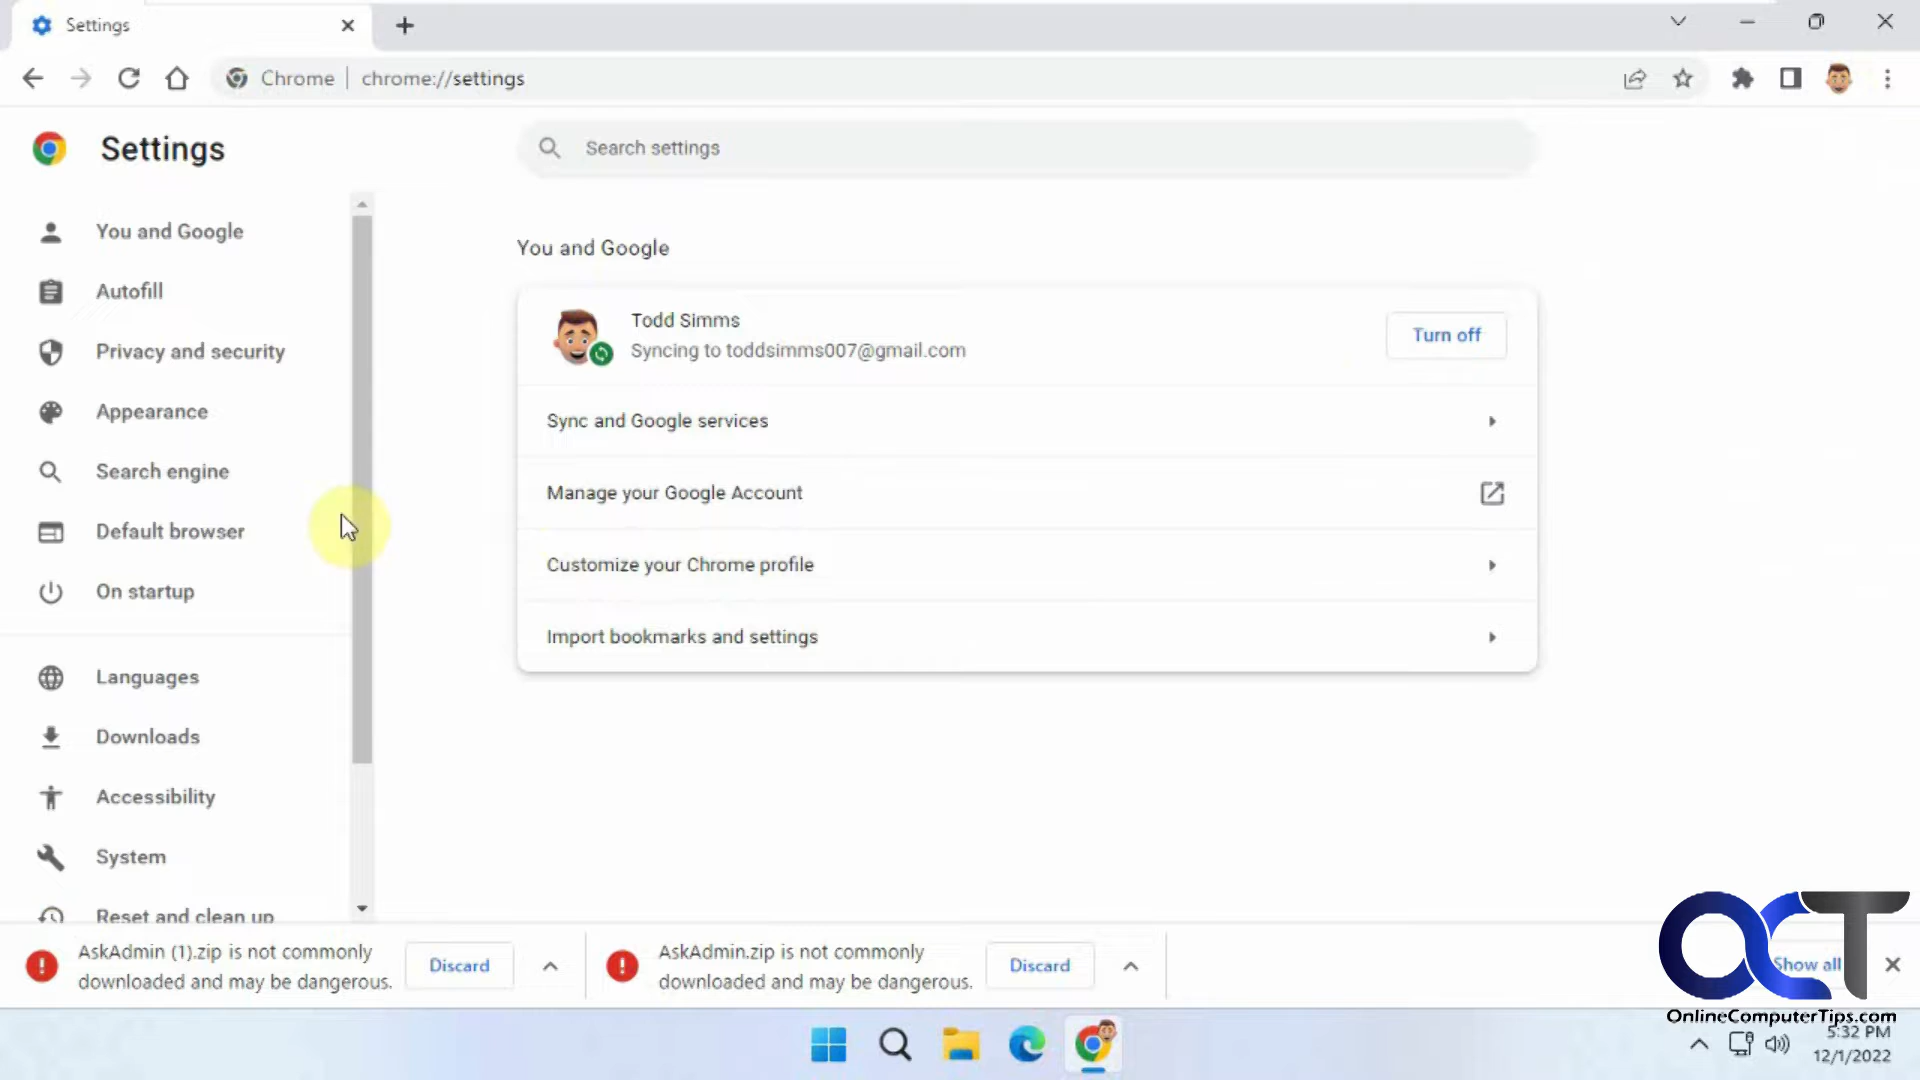 Settings
Chrome | chrome://settings
Settings
Search settings
You and Google
Autofill
Privacy and security
Appearance
Search engine
Default browser
On startup
Languages
Downloads
Accessibility
System
Reset and clean up
You and Google
Todd Simms
Syncing to toddsimms007@gmail.com
Turn off
Sync and Google services
Manage your Google Account
Customize your Chrome profile
Import bookmarks and settings
AskAdmin (1).zip is not commonly
downloaded and may be dangerous.
Discard
AskAdmin.zip is not commonly
downloaded and may be dangerous.
Discard
Show all
OCT
OnlineComputerTips.com
5:32 PM
12/1/2022